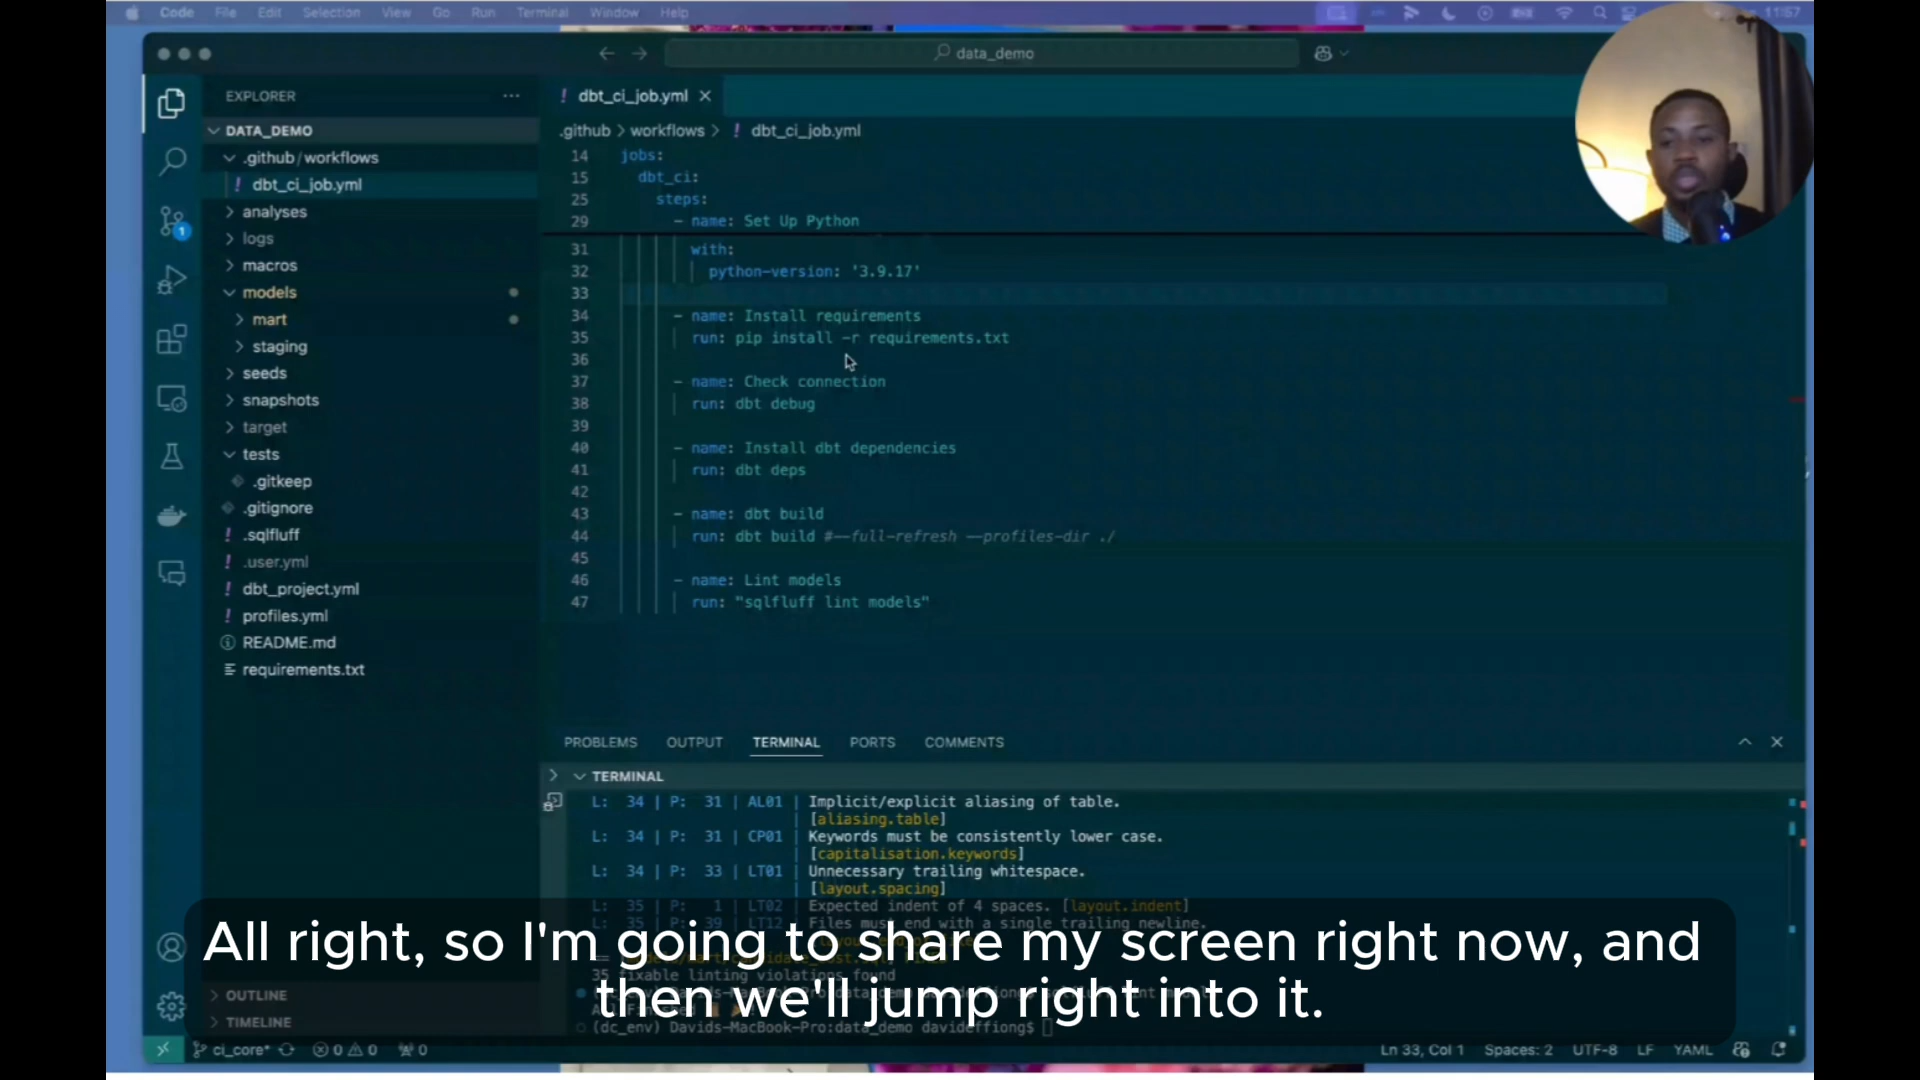 Code File Edit Selection View Go Run Terminal Window Help 11:57
data_demo
EXPLORER
DATA_DEMO
.github/workflows
dbt_ci_job.yml
analyses
logs
macros
models
mart
staging
seeds
snapshots
target
tests
.gitkeep
.gitignore
.sqlfluff
.user.yml
dbt_project.yml
profiles.yml
README.md
requirements.txt
OUTLINE
TIMELINE
1
dbt_ci_job.yml
.github > workflows > ! dbt_ci_job.yml
14 jobs:
15 dbt_ci:
25 steps:
29 - name: Set Up Python
31 with:
32 python-version: '3.9.17'
33
34 - name: Install requirements
35 run: pip install -r requirements.txt
36
37 - name: Check connection
38 run: dbt debug
39
40 - name: Install dbt dependencies
41 run: dbt deps
42
43 - name: dbt build
44 run: dbt build #--full-refresh --profiles-dir ./
45
46 - name: Lint models
47 run: "sqlfluff lint models"
PROBLEMS OUTPUT TERMINAL PORTS COMMENTS
TERMINAL
L: 34 | P: 31 | AL01 | Implicit/explicit aliasing of table.
| [aliasing.table]
L: 34 | P: 31 | CP01 | Keywords must be consistently lower case.
| [capitalisation.keywords]
L: 34 | P: 33 | LT01 | Unnecessary trailing whitespace.
| [layout.spacing]
L: 35 | P: 1 | LT02 | Expected indent of 4 spaces. [layout.indent]
L: 35 | P: 39 | LT12 | Files must end with a single trailing newline.
35 fixable linting violations found
(dc_env) Davids-MacBook-Pro:data_demo davideffiong$
All right, so I'm going to share my screen right now, and
then we'll jump right into it.
ci_core* 0 0 0 Ln 33, Col 1 Spaces: 2 UTF-8 LF YAML